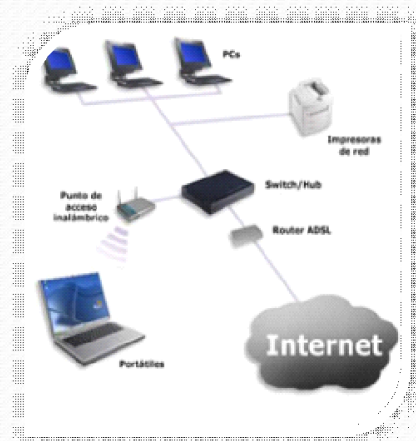 PCs
Impresoras
de red
Switch/Hub
Punto de
acceso
inalámbrico
Router ADSL
Internet
Portátiles